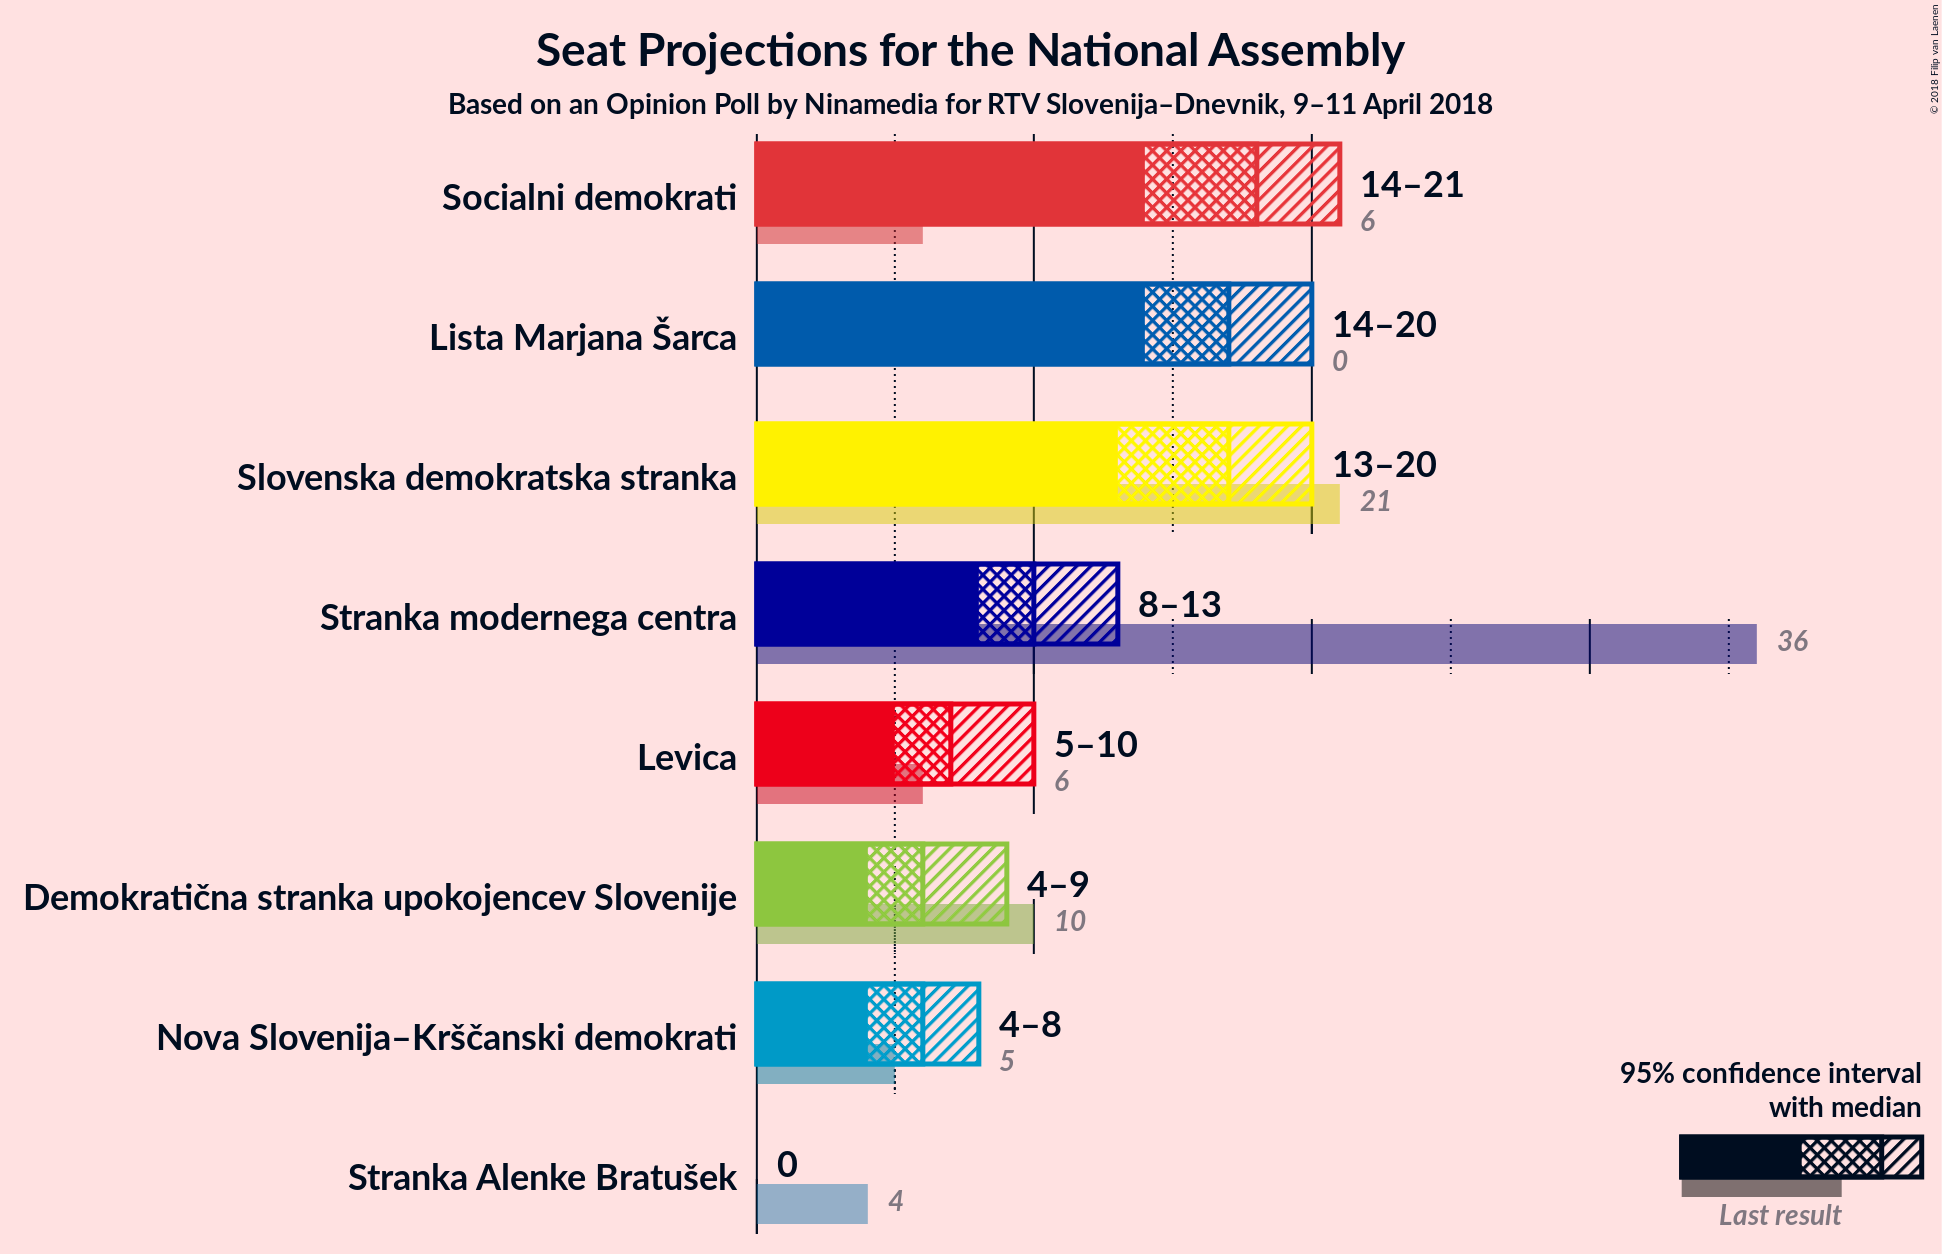 Seat Projections for the National Assembly
Based on an Opinion Poll by Ninamedia for RTV Slovenija–Dnevnik, 9–11 April 2018
© 2018 Filip van Laenen
Socialni demokrati
14–21
6
Lista Marjana Šarca
14–20
0
Slovenska demokratska stranka
13–20
21
Stranka modernega centra
8–13
36
Levica
5–10
6
Demokratična stranka upokojencev Slovenije
4–9
10
Nova Slovenija–Krščanski demokrati
4–8
5
Stranka Alenke Bratušek
0
4
95% confidence interval
with median
Last result